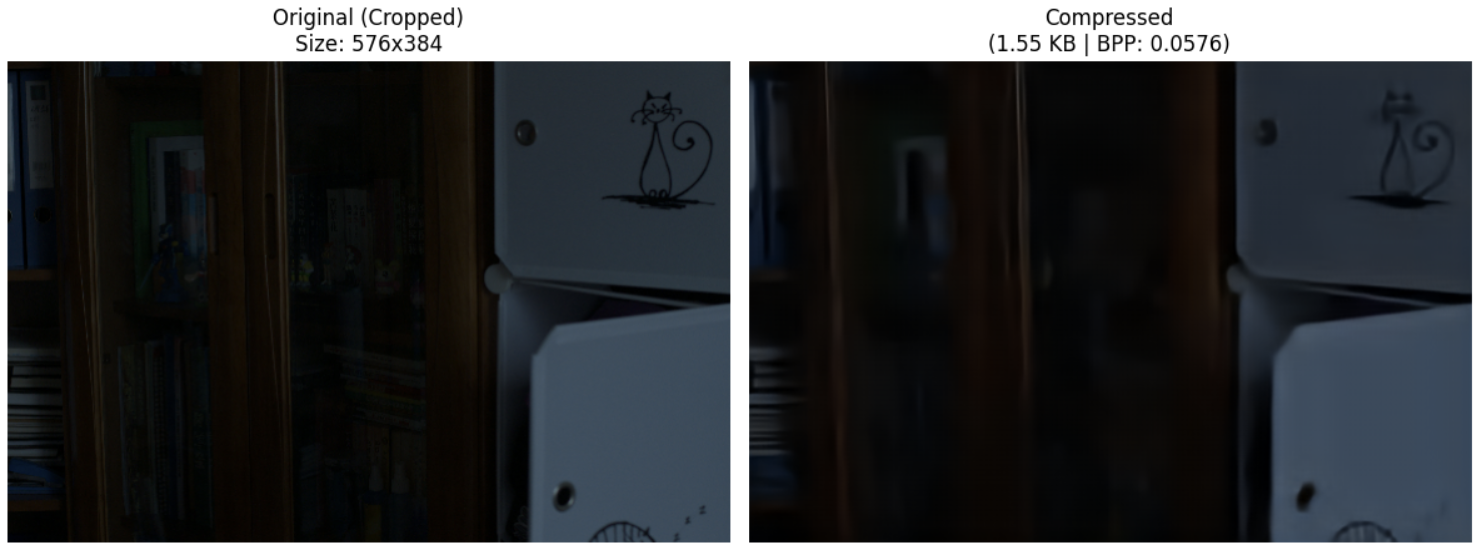 Original (Cropped)
Size: 576x384
Compressed
(1.55 KB | BPP: 0.0576)
z z z